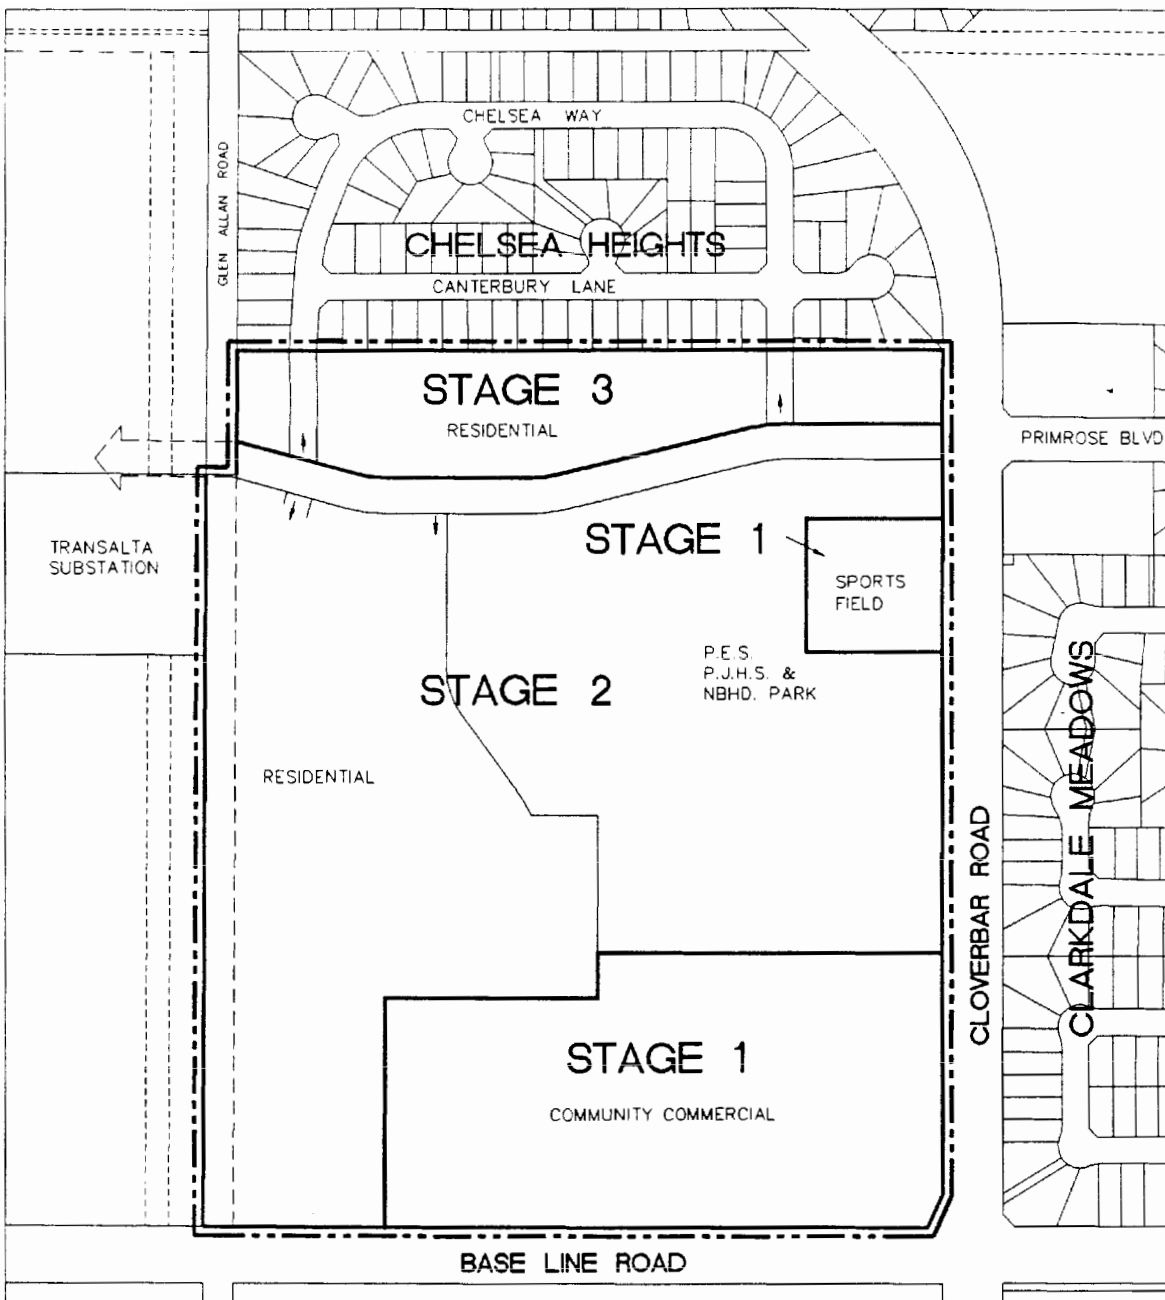 CHELSEA WAY
GLEN ALLAN ROAD
CHELSEA HEIGHTS
CANTERBURY LANE
STAGE 3
RESIDENTIAL
PRIMROSE BLVD
STAGE 1
TRANSALTA
SUBSTATION
SPORTS
FIELD
P.E.S.
P.J.H.S. &
NBHD. PARK
STAGE 2
RESIDENTIAL
CLOVERBAR ROAD
CLARKDALE MEADOWS
STAGE 1
COMMUNITY COMMERCIAL
BASE LINE ROAD